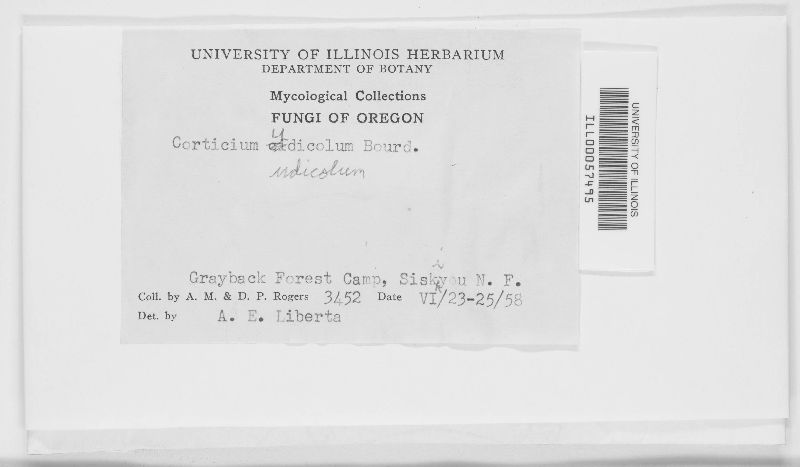 UNIVERSITY OF ILLINOIS HERBARIUM
DEPARTMENT OF BOTANY
Mycological Collections
FUNGI OF OREGON
Corticium udicolum Bourd.
udicolum
Grayback Forest Camp, Siskiyou N. F.
Coll. by A. M. & D. P. Rogers 3452 Date VI/23-25/58
Det. by A. E. Liberta
ILL00057495
UNIVERSITY OF ILLINOIS